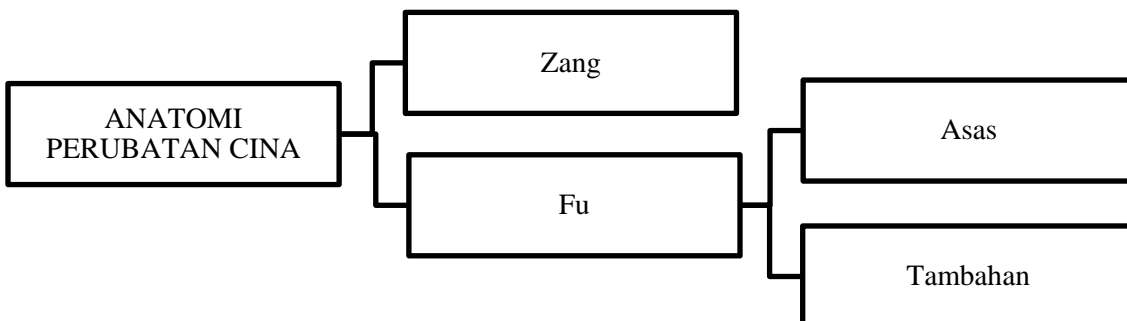 Zang
ANATOMI
PERUBATAN CINA
Asas
Fu
Tambahan